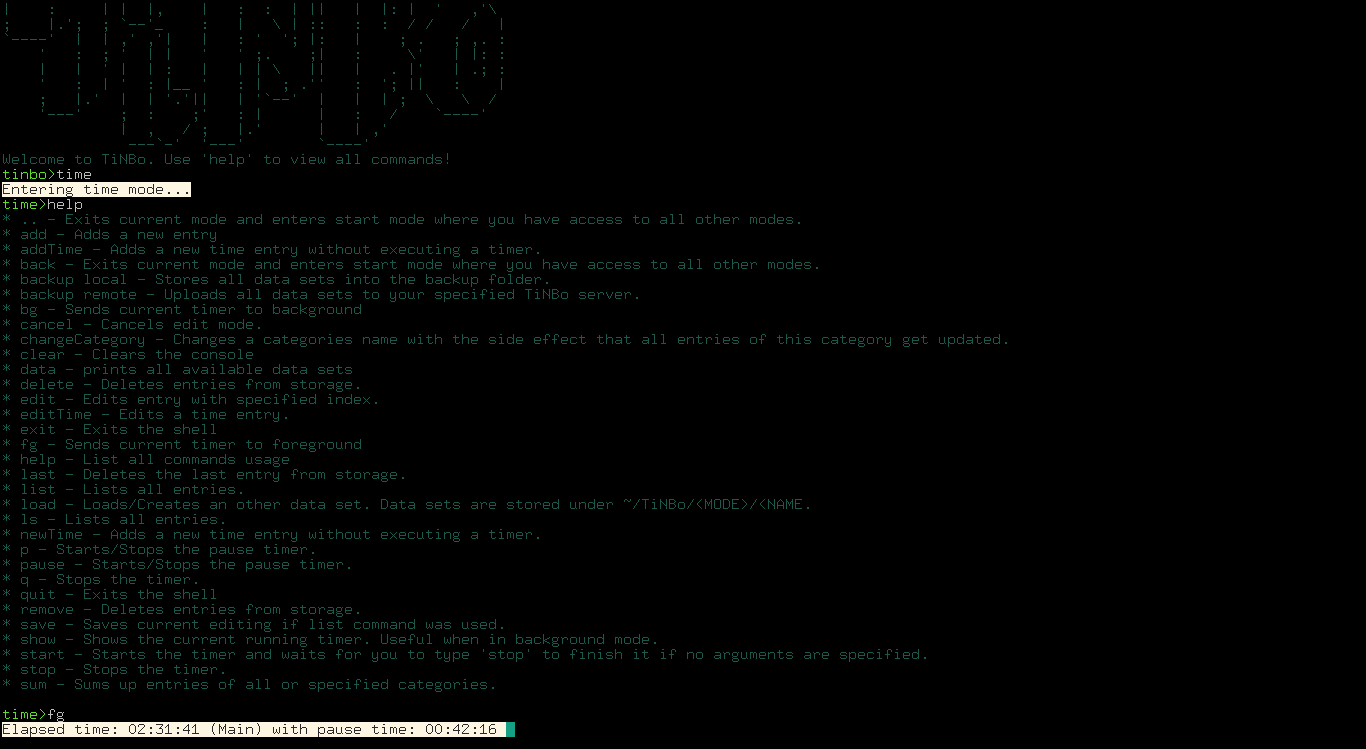 Welcome to TiNBo. Use 'help' to view all commands!
tinbo>time
Entering time mode...
time>help
* .. - Exits current mode and enters start mode where you have access to all other modes.
* add - Adds a new entry
* addTime - Adds a new time entry without executing a timer.
* back - Exits current mode and enters start mode where you have access to all other modes.
* backup local - Stores all data sets into the backup folder.
* backup remote - Uploads all data sets to your specified TiNBo server.
* bg - Sends current timer to background
* cancel - Cancels edit mode.
* changeCategory - Changes a categories name with the side effect that all entries of this category get updated.
* clear - Clears the console
* data - prints all available data sets
* delete - Deletes entries from storage.
* edit - Edits entry with specified index.
* editTime - Edits a time entry.
* exit - Exits the shell
* fg - Sends current timer to foreground
* help - List all commands usage
* last - Deletes the last entry from storage.
* list - Lists all entries.
* load - Loads/Creates an other data set. Data sets are stored under ~/TiNBo/<MODE>/<NAME.
* ls - Lists all entries.
* newTime - Adds a new time entry without executing a timer.
* p - Starts/Stops the pause timer.
* pause - Starts/Stops the pause timer.
* q - Stops the timer.
* quit - Exits the shell
* remove - Deletes entries from storage.
* save - Saves current editing if list command was used.
* show - Shows the current running timer. Useful when in background mode.
* start - Starts the timer and waits for you to type 'stop' to finish it if no arguments are specified.
* stop - Stops the timer.
* sum - Sums up entries of all or specified categories.
time>fg
Elapsed time: 02:31:41 (Main) with pause time: 00:42:16